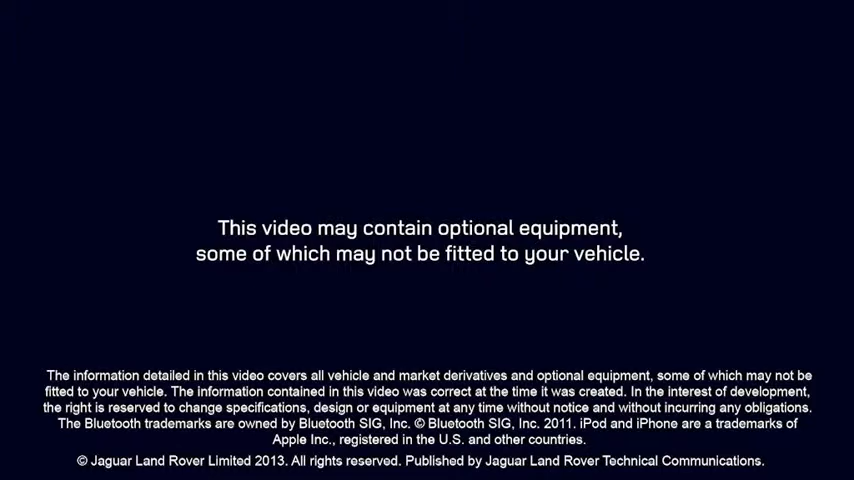 This video may contain optional equipment,
some of which may not be fitted to your vehicle.
The information detailed in this video covers all vehicle and market derivatives and optional equipment, some of which may not be
fitted to your vehicle. The information contained in this video was correct at the time it was created. In the interest of development,
the right is reserved to change specifications, design or equipment at any time without notice and without incurring any obligations.
The Bluetooth trademarks are owned by Bluetooth SIG, Inc. © Bluetooth SIG, Inc. 2011. iPod and iPhone are a trademarks of
Apple Inc., registered in the U.S. and other countries.
© Jaguar Land Rover Limited 2013. All rights reserved. Published by Jaguar Land Rover Technical Communications.